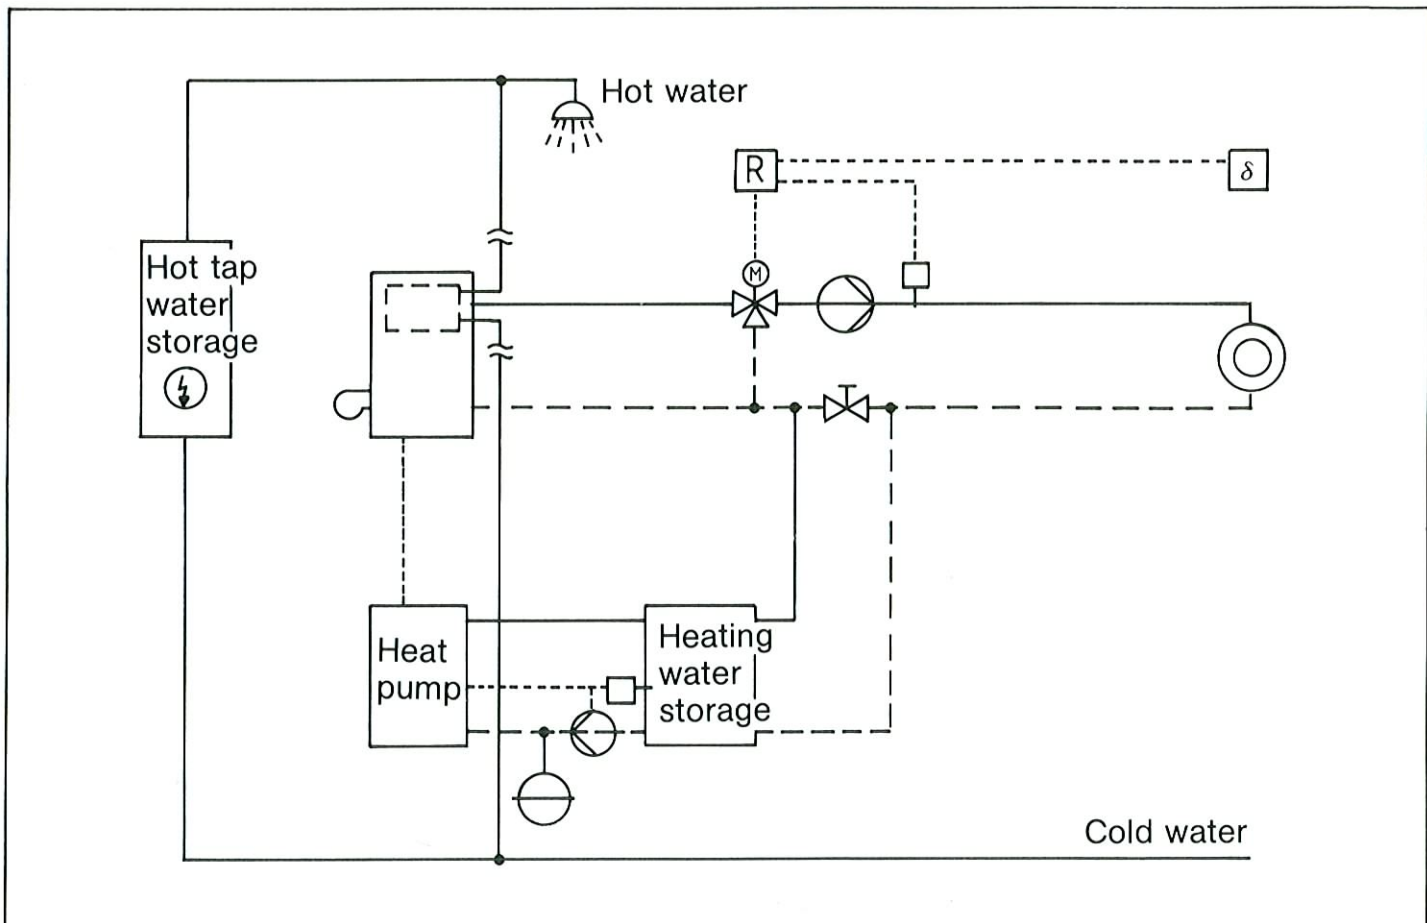 Hot water
R
δ
Hot tap
water
storage
M
Heat
pump
Heating
water
storage
Cold water